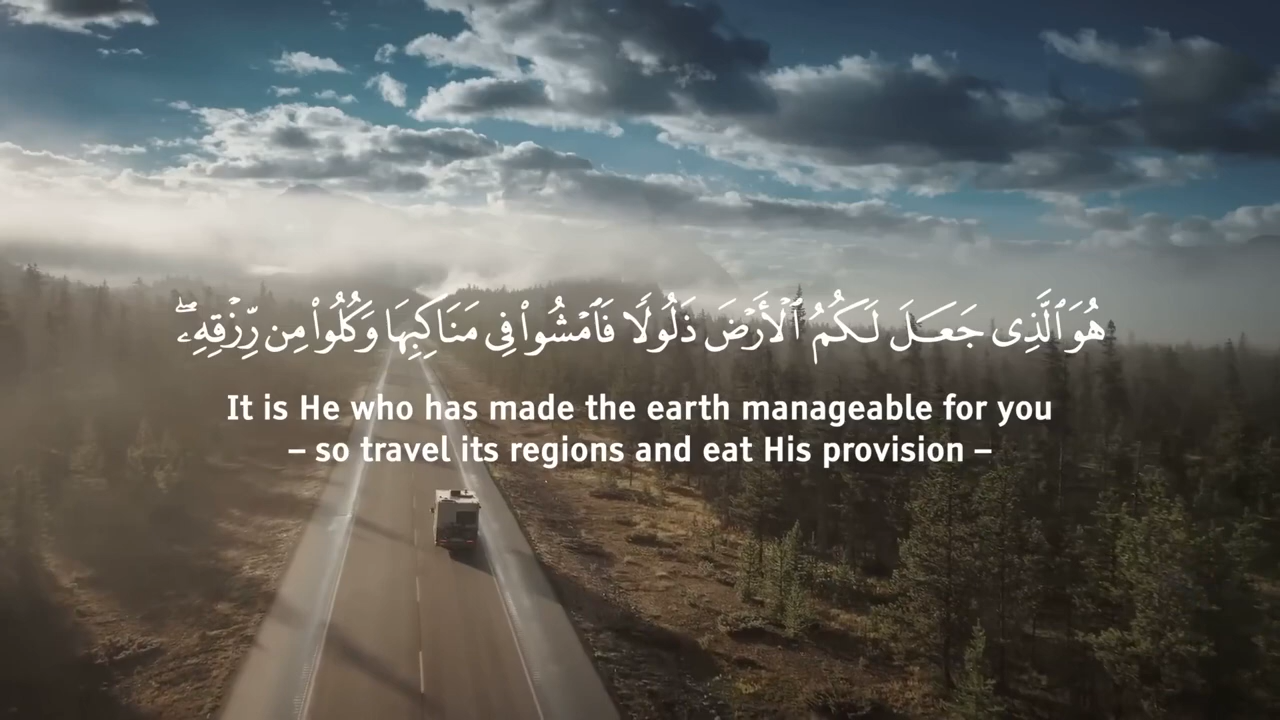 هُوَ ٱلَّذِى جَعَلَ لَكُمُ ٱلْأَرْضَ ذَلُولًا فَٱمْشُوا۟ فِى مَنَاكِبِهَا وَكُلُوا۟ مِن رِّزْقِهِۦ ۖ
It is He who has made the earth manageable for you
– so travel its regions and eat His provision –